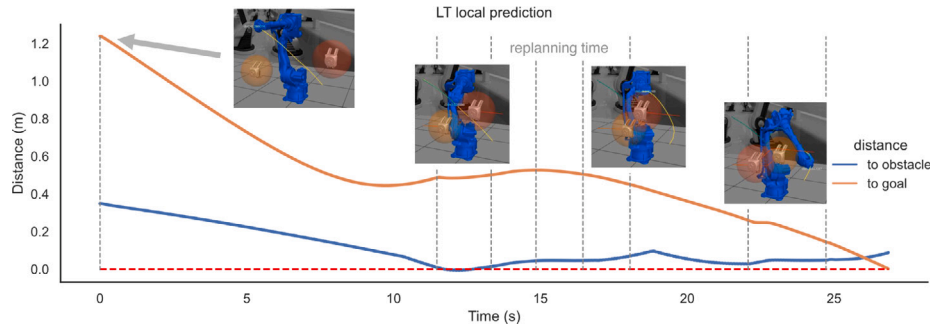 LT local prediction
replanning time
1.2
1.0
0.8
0.6
0.4
0.2
0.0
Distance (m)
distance
to obstacle
to goal
0
5
10
15
20
25
Time (s)